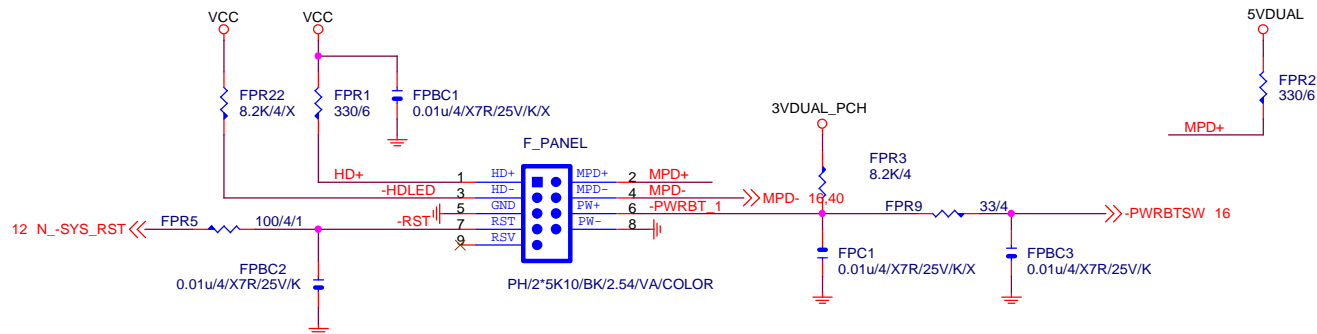 VCC
VCC
5VDUAL
FPR22
8.2K/4/X
FPR1
330/6
FPBC1
0.01u/4/X7R/25V/K/X
FPR2
330/6
3VDUAL_PCH
MPD+
F_PANEL
FPR3
8.2K/4
HD+
1
HD+
MPD+
2
MPD+
-HDLED
3
HD-
MPD-
4
MPD-
MPD- 16,40
5
GND
PW+
6
-PWRBT_1
FPR9
33/4
-PWRBTSW 16
12 N_-SYS_RST
FPR5
100/4/1
-RST
7
RST
PW-
8
9
RSV
FPBC2
0.01u/4/X7R/25V/K
PH/2*5K10/BK/2.54/VA/COLOR
FPC1
0.01u/4/X7R/25V/K/X
FPBC3
0.01u/4/X7R/25V/K